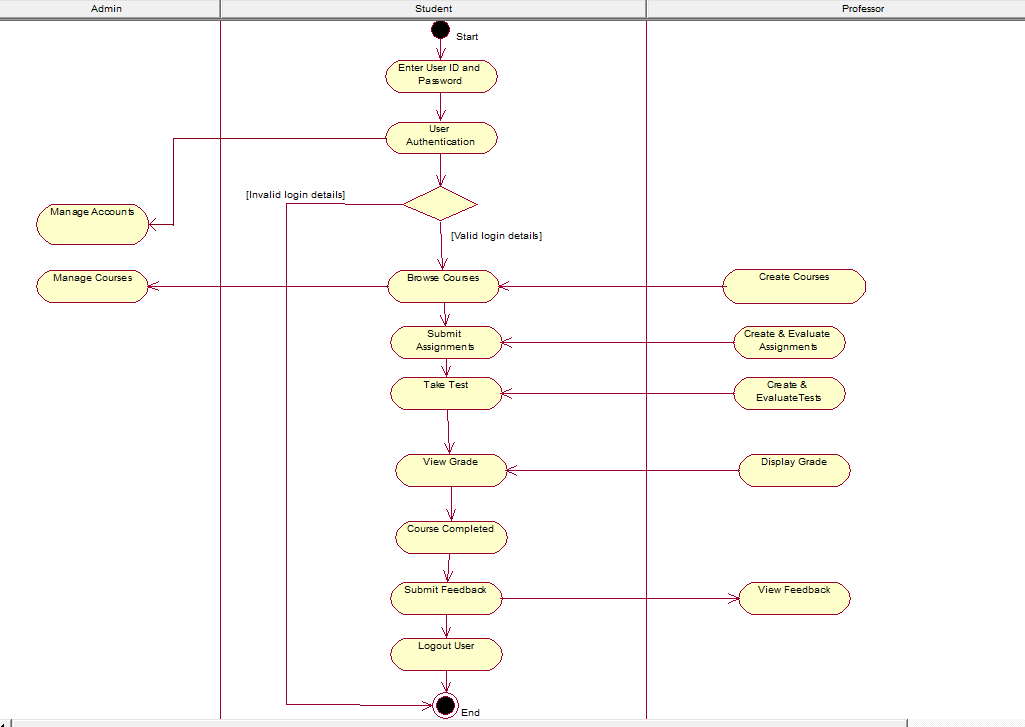 Admin
Student
Professor
Start
Enter User ID and
Password
User
Authentication
[Invalid login details]
Manage Accounts
[Valid login details]
Manage Courses
Browse Courses
Create Courses
Submit
Assignments
Create & Evaluate
Assignments
Take Test
Create &
EvaluateTests
View Grade
Display Grade
Course Completed
Submit Feedback
View Feedback
Logout User
End